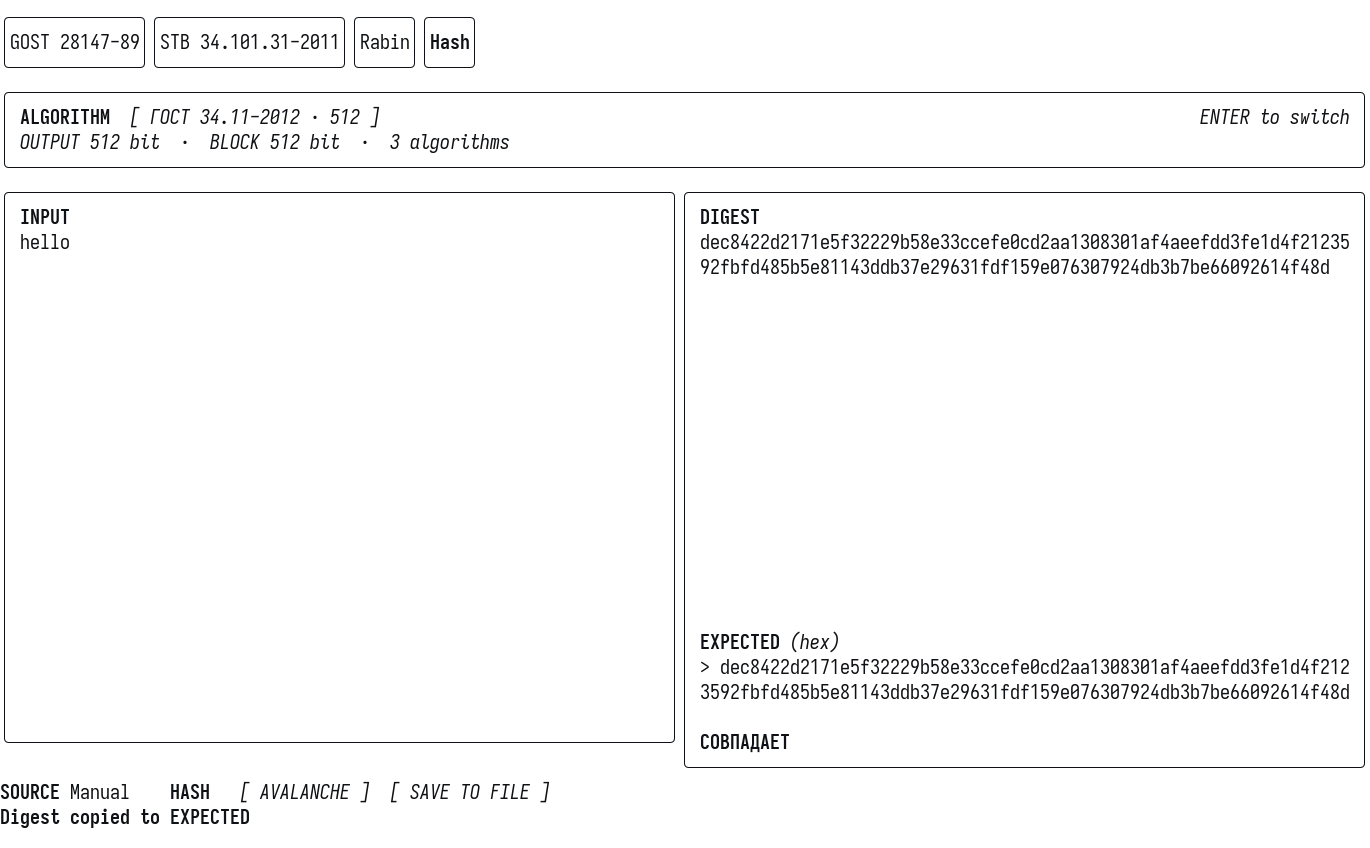 GOST 28147-89 STB 34.101.31-2011 Rabin Hash
ALGORITHM [ ГОСТ 34.11-2012 · 512 ] ENTER to switch
OUTPUT 512 bit · BLOCK 512 bit · 3 algorithms
INPUT
hello
DIGEST
dec8422d2171e5f32229b58e33ccefe0cd2aa1308301af4aeefdd3fe1d4f21235
92fbfd485b5e81143ddb37e29631fdf159e076307924db3b7be66092614f48d
EXPECTED (hex)
> dec8422d2171e5f32229b58e33ccefe0cd2aa1308301af4aeefdd3fe1d4f212
3592fbfd485b5e81143ddb37e29631fdf159e076307924db3b7be66092614f48d
СОВПАДАЕТ
SOURCE Manual HASH [ AVALANCHE ] [ SAVE TO FILE ]
Digest copied to EXPECTED